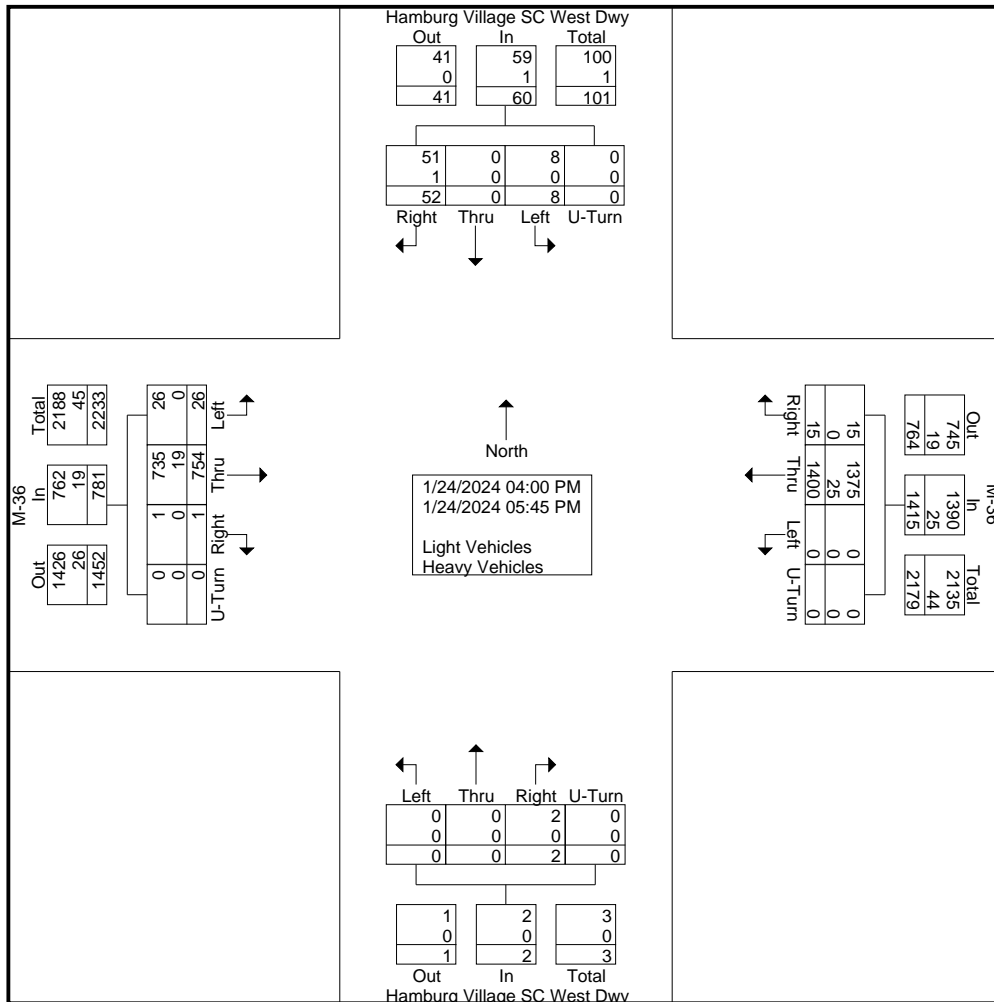 Hamburg Village SC West Dwy
Out In Total
41 59 100
0 1 1
41 60 101
51 0 8 0
1 0 0 0
52 0 8 0
Right Thru Left U-Turn
M-36
Total In Out
2188 762 1426
45 19 26
2233 781 1452
26 735 1 0
0 19 0 0
26 754 1 0
Left Thru Right U-Turn
North
1/24/2024 04:00 PM
1/24/2024 05:45 PM
Light Vehicles
Heavy Vehicles
Right Thru Left U-Turn
15 1375 0 0
0 25 0 0
15 1400 0 0
Out In Total
745 1390 2135
19 25 44
764 1415 2179
M-36
Left Thru Right U-Turn
0 0 2 0
0 0 0 0
0 0 2 0
1 2 3
0 0 0
1 2 3
Out In Total
Hamburg Village SC West Dwy